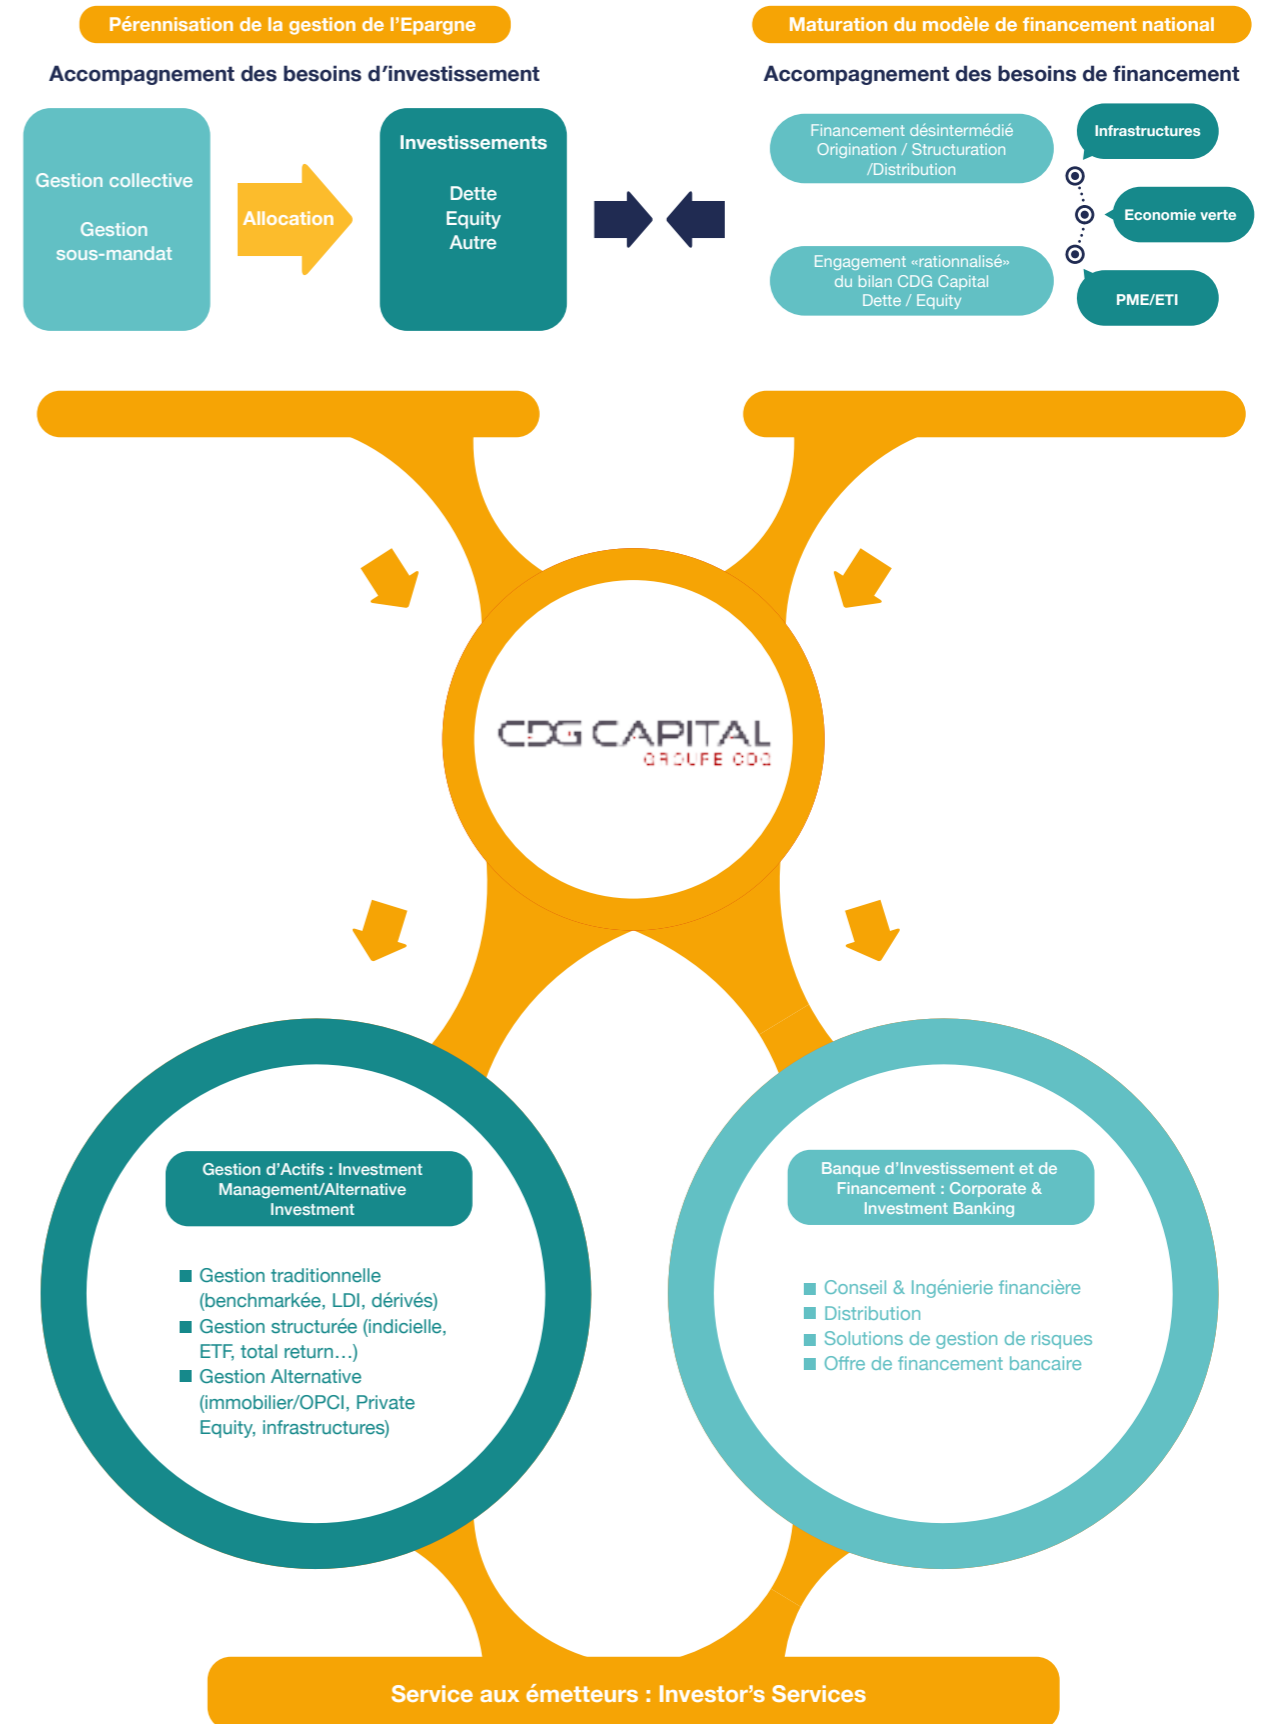 Pérennisation de la gestion de l’Epargne
Accompagnement des besoins d’investissement
Gestion collective
Gestion
sous-mandat
Allocation
Investissements
Dette
Equity
Autre
Maturation du modèle de financement national
Accompagnement des besoins de financement
Financement désintermédié
Origination / Structuration
/Distribution
Engagement «rationnalisé»
du bilan CDG Capital
Dette / Equity
Infrastructures
Economie verte
PME/ETI
CDG CAPITAL
GROUPE CDG
Gestion d’Actifs : Investment
Management/Alternative
Investment
Gestion traditionnelle
(benchmarkée, LDI, dérivés)
Gestion structurée (indicielle,
ETF, total return…)
Gestion Alternative
(immobilier/OPCI, Private
Equity, infrastructures)
Banque d’Investissement et de
Financement : Corporate &
Investment Banking
Conseil & Ingénierie financière
Distribution
Solutions de gestion de risques
Offre de financement bancaire
Service aux émetteurs : Investor’s Services